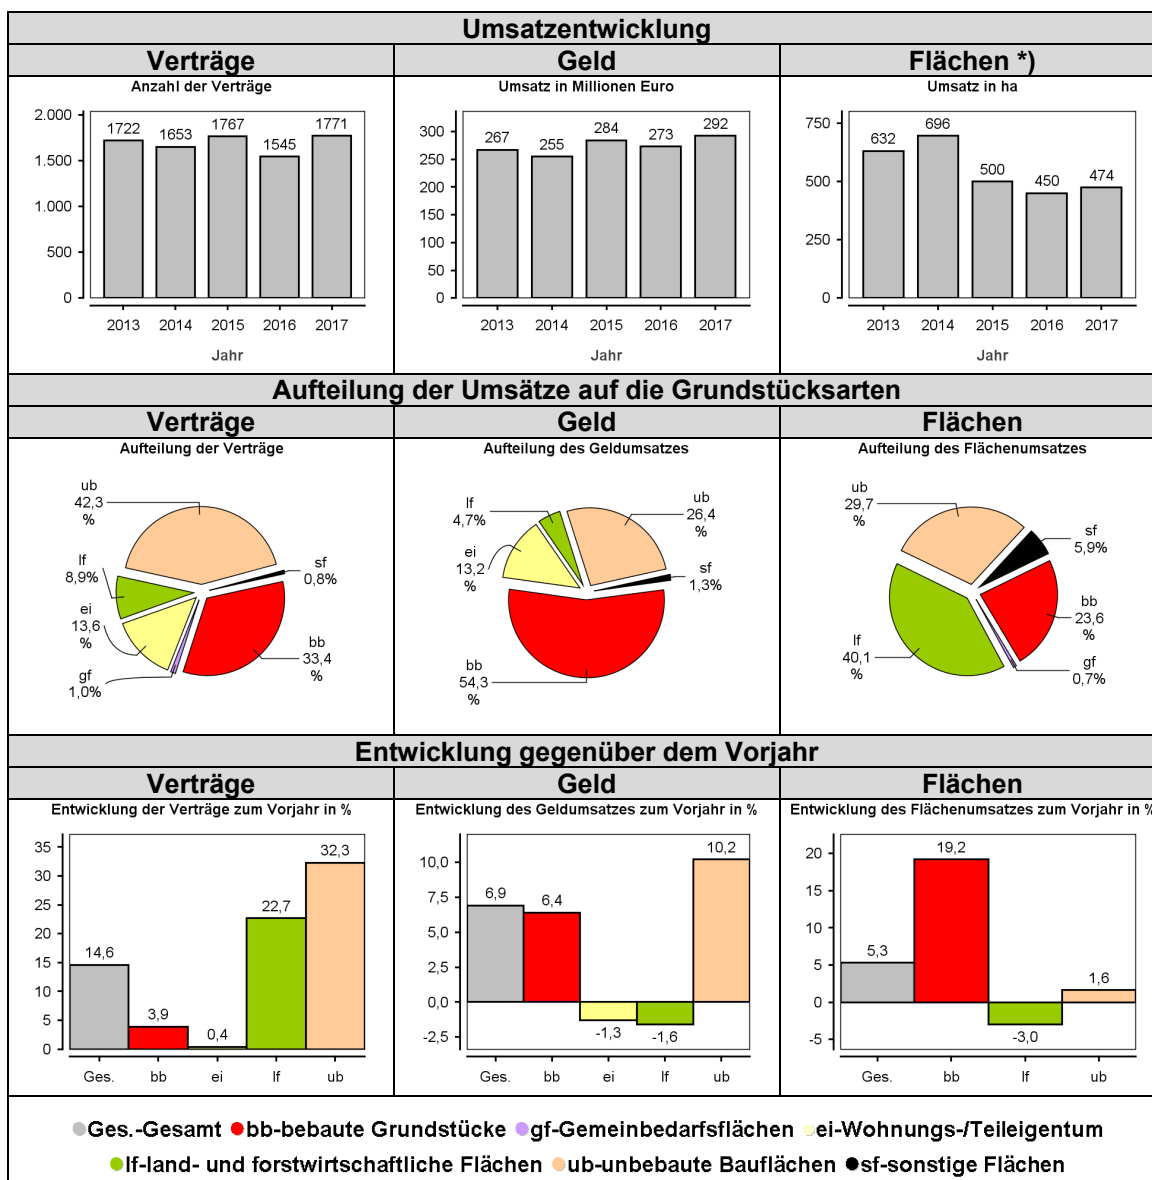 Umsatzentwicklung
Verträge
Geld
Flächen *)
Anzahl der Verträge
2.000
1.500
1.000
500
0
1722
1653
1767
1545
1771
2013 2014 2015 2016 2017
Jahr
Umsatz in Millionen Euro
300
250
200
150
100
50
0
267
255
284
273
292
2013 2014 2015 2016 2017
Jahr
Umsatz in ha
750
500
250
0
632
696
500
450
474
2013 2014 2015 2016 2017
Jahr
Aufteilung der Umsätze auf die Grundstücksarten
Verträge
Geld
Flächen
Aufteilung der Verträge
ub
42,3
%
lf
8,9%
ei
13,6
%
gf
1,0%
sf
0,8%
bb
33,4
%
Aufteilung des Geldumsatzes
lf
4,7%
ei
13,2
%
ub
26,4
%
sf
1,3%
bb
54,3
%
Aufteilung des Flächenumsatzes
ub
29,7
%
sf
5,9%
bb
23,6
%
lf
40,1
%
gf
0,7%
Entwicklung gegenüber dem Vorjahr
Verträge
Geld
Flächen
Entwicklung der Verträge zum Vorjahr in %
35
30
25
20
15
10
5
0
14,6
3,9
0,4
22,7
32,3
Ges. bb ei lf ub
Entwicklung des Geldumsatzes zum Vorjahr in %
10,0
7,5
5,0
2,5
0,0
-2,5
6,9
6,4
-1,3
-1,6
10,2
Ges. bb ei lf ub
Entwicklung des Flächenumsatzes zum Vorjahr in %
20
15
10
5
0
-5
5,3
19,2
-3,0
1,6
Ges. bb lf ub
Ges.-Gesamt bb-bebaute Grundstücke gf-Gemeinbedarfsflächen ei-Wohnungs-/Teileigentum
lf-land- und forstwirtschaftliche Flächen ub-unbebaute Bauflächen sf-sonstige Flächen